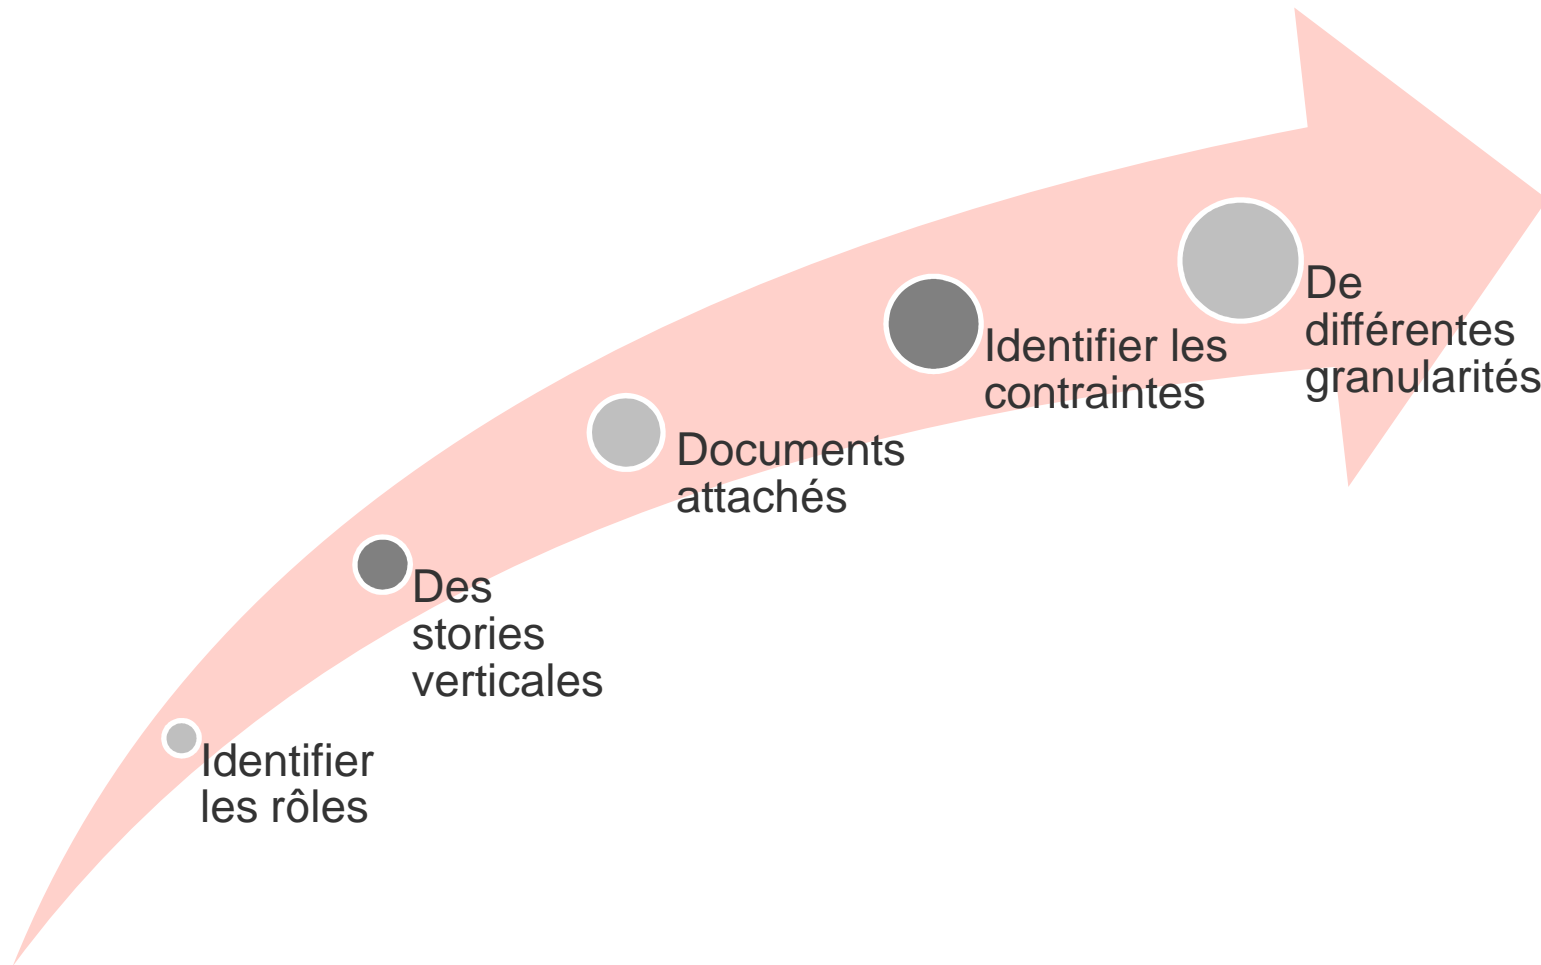 Identifier
les rôles
Des
stories
verticales
Documents
attachés
Identifier les
contraintes
De
différentes
granularités